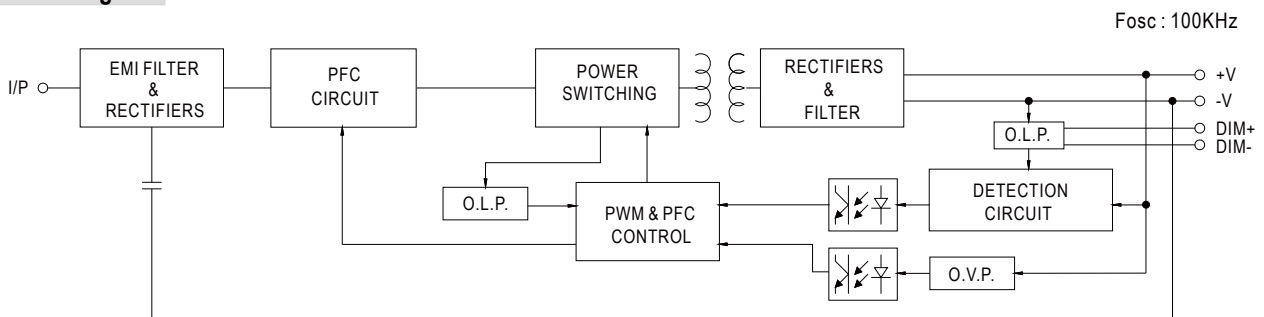 Fosc : 100KHz
I/P
EMI FILTER
&
RECTIFIERS
PFC
CIRCUIT
POWER
SWITCHING
RECTIFIERS
&
FILTER
+V
-V
DIM+
DIM-
O.L.P.
O.L.P.
PWM & PFC
CONTROL
DETECTION
CIRCUIT
O.V.P.